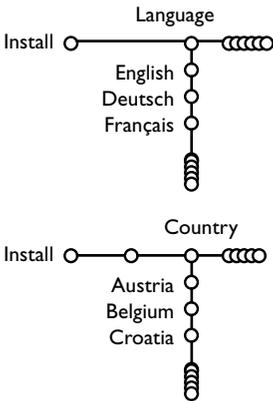 Language
Install
English
Deutsch
Français
Country
Install
Austria
Belgium
Croatia